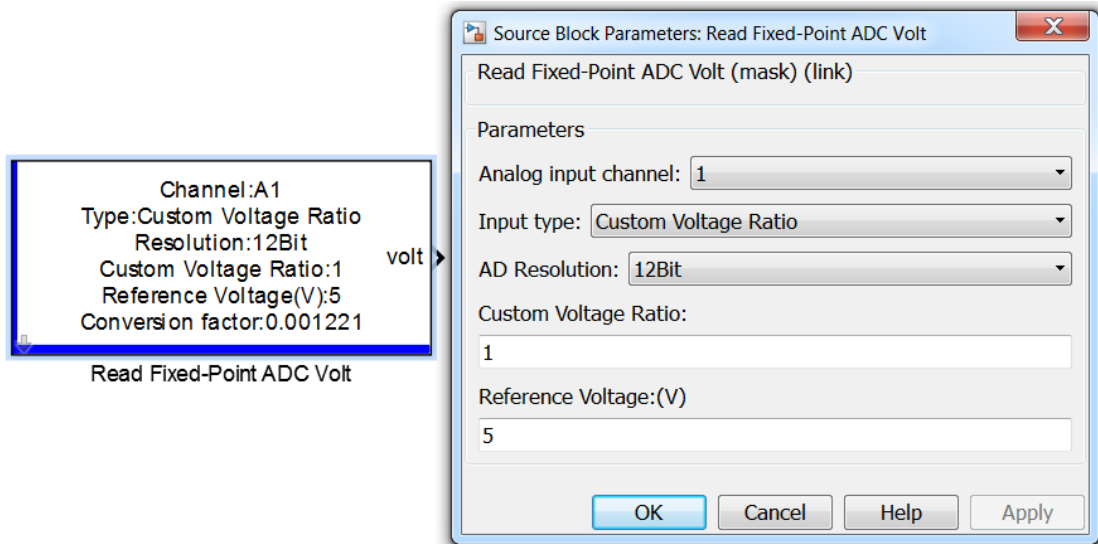 Channel:A1
Type:Custom Voltage Ratio
Resolution:12Bit
Custom Voltage Ratio:1
Reference Voltage(V):5
Conversion factor:0.001221
volt
Read Fixed-Point ADC Volt
Source Block Parameters: Read Fixed-Point ADC Volt
Read Fixed-Point ADC Volt (mask) (link)
Parameters
Analog input channel: 1
Input type: Custom Voltage Ratio
AD Resolution: 12Bit
Custom Voltage Ratio:
1
Reference Voltage:(V)
5
OK Cancel Help Apply